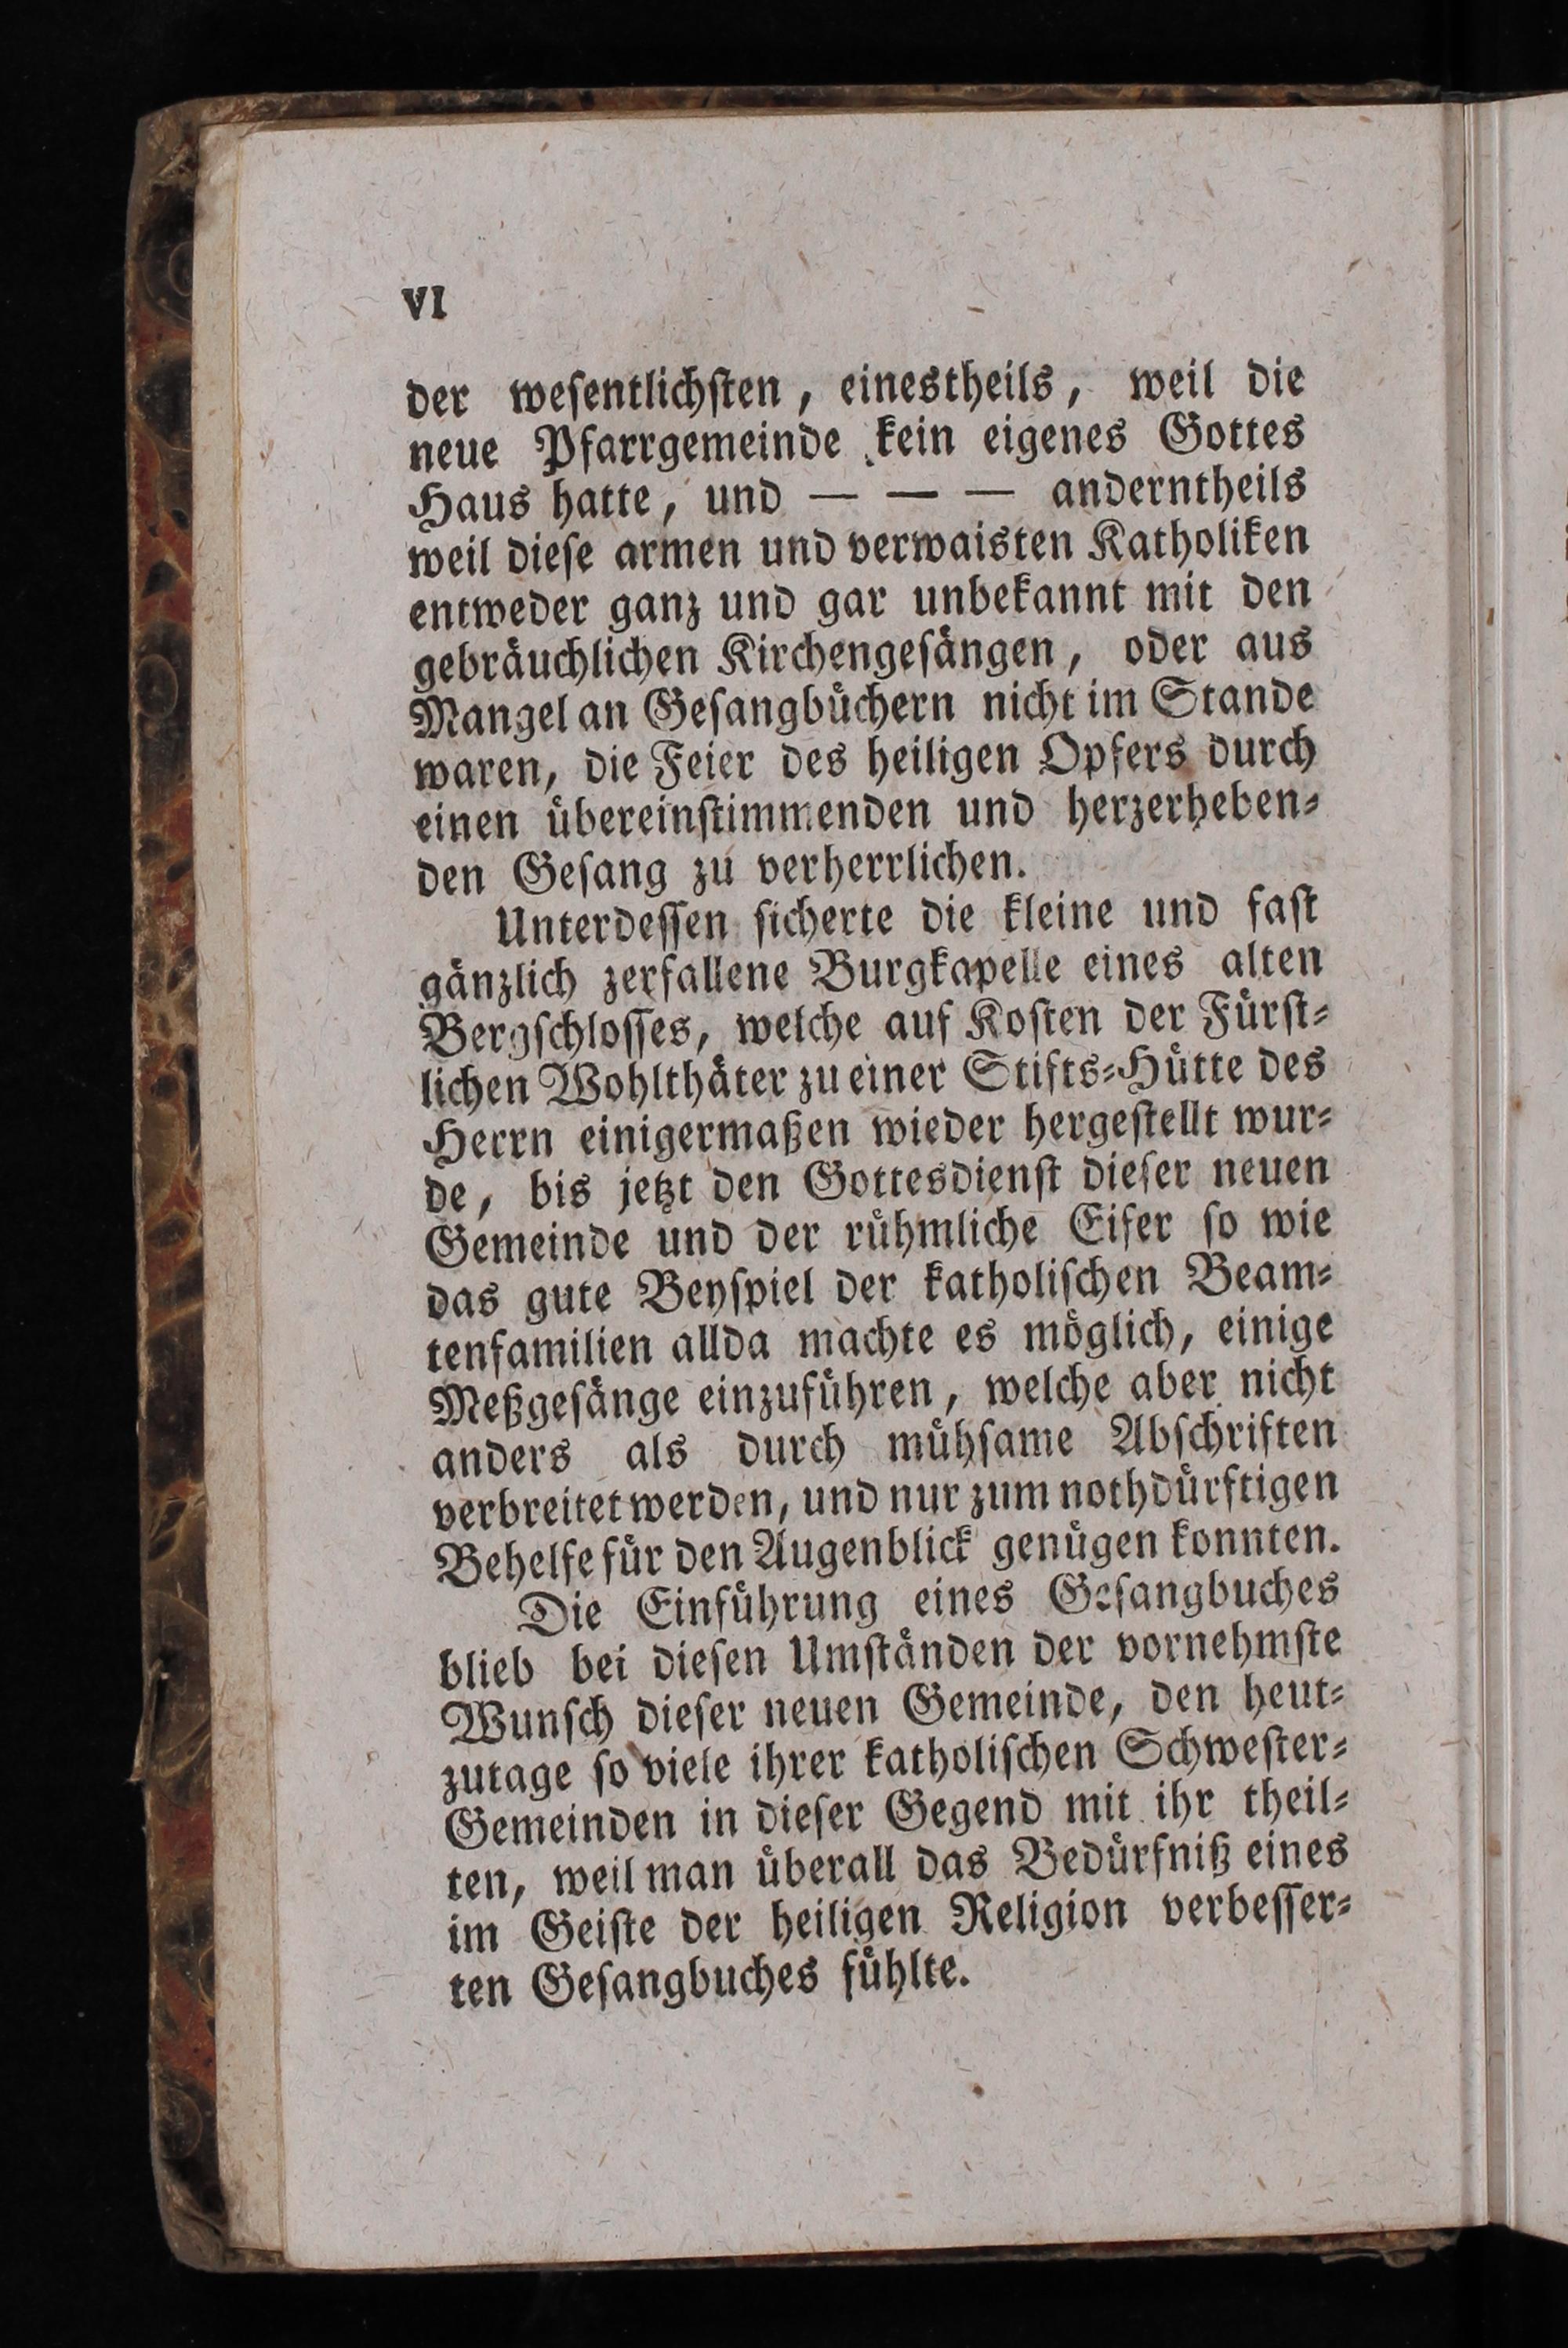 VI
der weſentlichſten, einestheils, weil die
neue Pfarrgemeinde kein eigenes Gottes
Haus hatte, und — — — anderntheils
weil dieſe armen und verwaisten Katholiken
entweder ganz und gar unbekannt mit den
gebräuchlichen Kirchengeſängen, oder aus
Mangel an Geſangbüchern nicht im Stande
waren, die Feier des heiligen Opfers durch
einen übereinſtimmenden und herzerheben⸗
den Geſang zu verherrlichen.
Unterdeſſen ſicherte die kleine und faſt
gänzlich zerfallene Burgkapelle eines alten
Bergſchloſſes, welche auf Koſten der Fürſt⸗
lichen Wohlthäter zu einer Stifts⸗Hütte des
Herrn einigermaßen wieder hergeſtellt wur⸗
de, bis jetzt den Gottesdienſt dieſer neuen
Gemeinde und der rühmliche Eifer ſo wie
das gute Beyſpiel der katholiſchen Beam⸗
tenfamilien allda machte es möglich, einige
Meßgeſänge einzuführen, welche aber nicht
anders als durch mühſame Abſchriften
verbreitet werden, und nur zum nothdürftigen
Behelfe für den Augenblick genügen konnten.
Die Einführung eines Geſangbuches
blieb bei dieſen Umſtänden der vornehmſte
Wunſch dieſer neuen Gemeinde, den heut⸗
zutage ſo viele ihrer katholiſchen Schweſter⸗
Gemeinden in dieſer Gegend mit ihr theil⸗
ten, weil man überall das Bedürfniß eines
im Geiſte der heiligen Religion verbeſſer⸗
ten Geſangbuches fühlte.